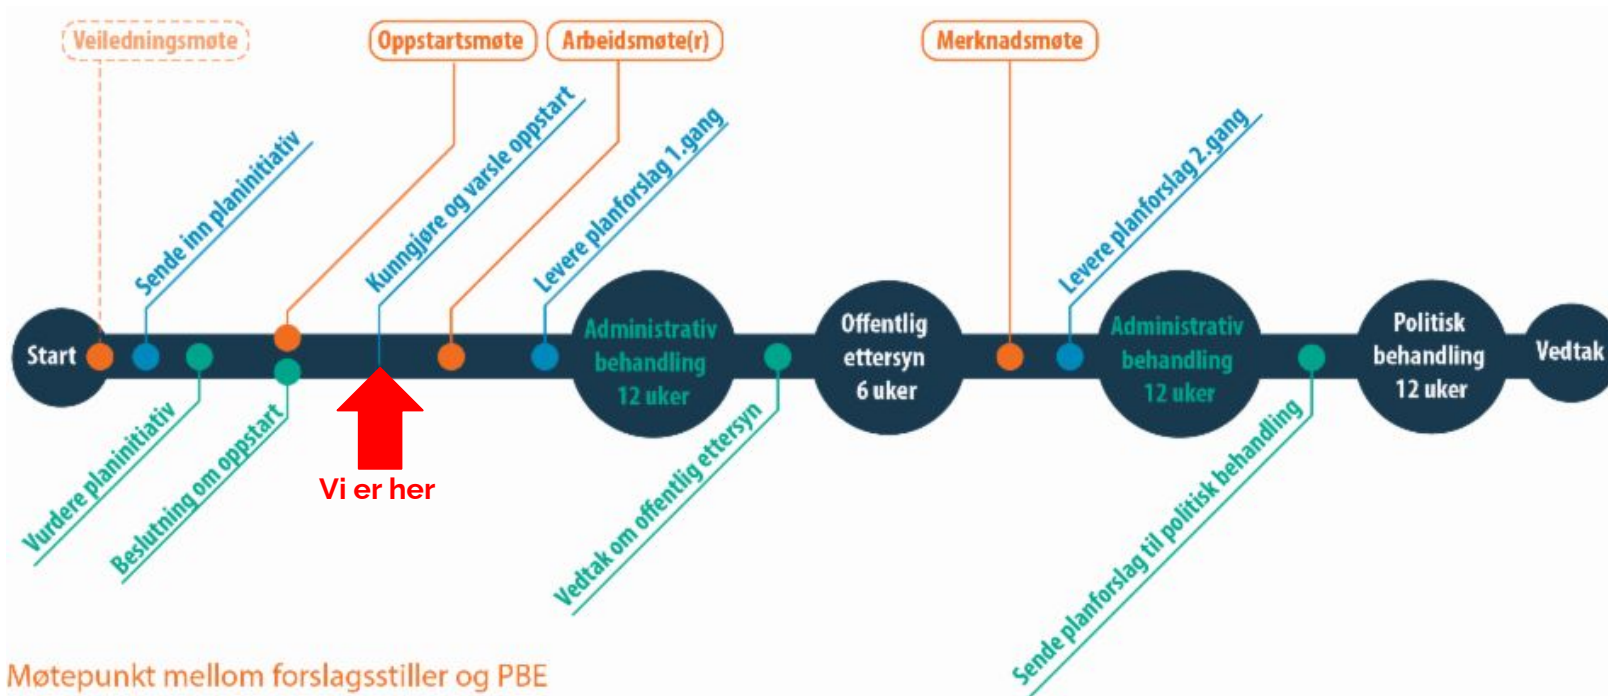 Veiledningsmøte
Oppstartsmøte
Arbeidsmøte(r)
Merknadsmøte
Sende inn planinitiativ
Kunngjøre og varsle oppstart
Levere planforslag 1.gang
Levere planforslag 2.gang
Start
Administrativ
behandling
12 uker
Offentlig
ettersyn
6 uker
Administrativ
behandling
12 uker
Politisk
behandling
12 uker
Vedtak
Vurdere planinitiativ
Beslutning om oppstart
Vi er her
Vedtak om offentlig ettersyn
Sende planforslag til politisk behandling
Møtepunkt mellom forslagsstiller og PBE